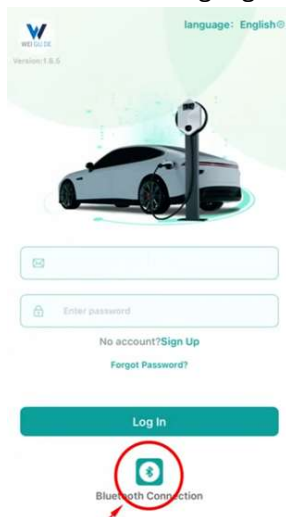 language: English
WEI GU DE
Version:1.8.5
Enter password
No account?Sign Up
Forgot Password?
Log In
Bluetooth Connection